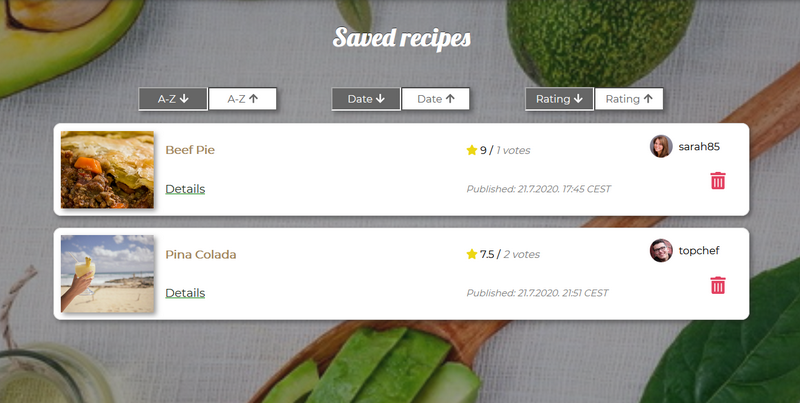 Saved recipes
A-Z A-Z Date Date Rating Rating
Beef Pie
9 / 1 votes
sarah85
Details
Published: 21.7.2020. 17:45 CEST
Pina Colada
7.5 / 2 votes
topchef
Details
Published: 21.7.2020. 21:51 CEST